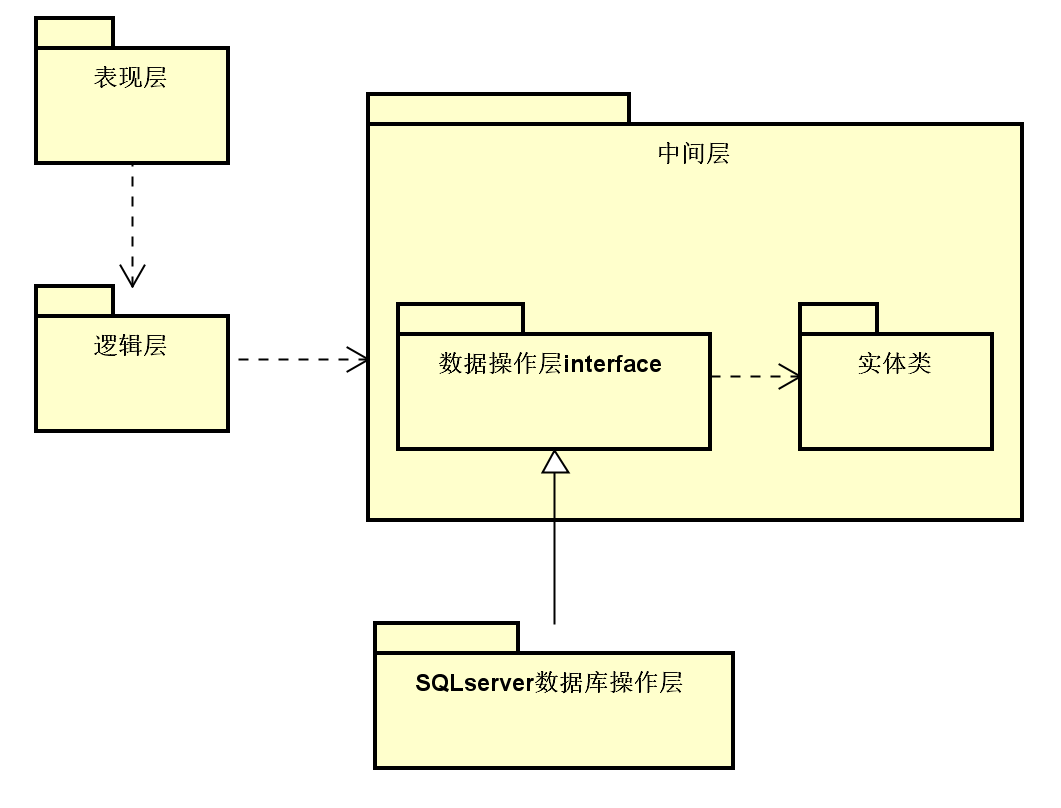 表现层
中间层
逻辑层
数据操作层interface
实体类
SQLserver数据库操作层